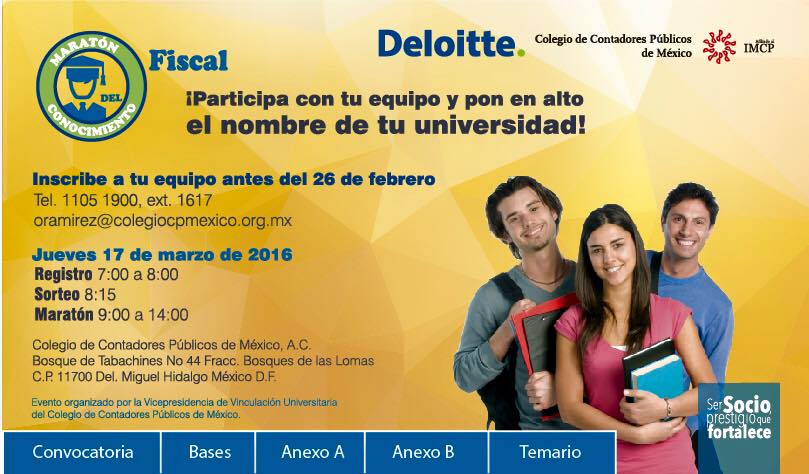 MARATÓN
DEL
CONOCIMIENTO
Fiscal
Deloitte.
Colegio de Contadores Públicos
de México
Afiliado al
IMCP
¡Participa con tu equipo y pon en alto
el nombre de tu universidad!
Inscribe a tu equipo antes del 26 de febrero
Tel. 1105 1900, ext. 1617
oramirez@colegiocpmexico.org.mx
Jueves 17 de marzo de 2016
Registro 7:00 a 8:00
Sorteo 8:15
Maratón 9:00 a 14:00
Colegio de Contadores Públicos de México, A.C.
Bosque de Tabachines No 44 Fracc. Bosques de las Lomas
C.P. 11700 Del. Miguel Hidalgo México D.F.
Evento organizado por la Vicepresidencia de Vinculación Universitaria
del Colegio de Contadores Públicos de México.
Ser Socio,
prestigio que
fortalece
Convocatoria
Bases
Anexo A
Anexo B
Temario